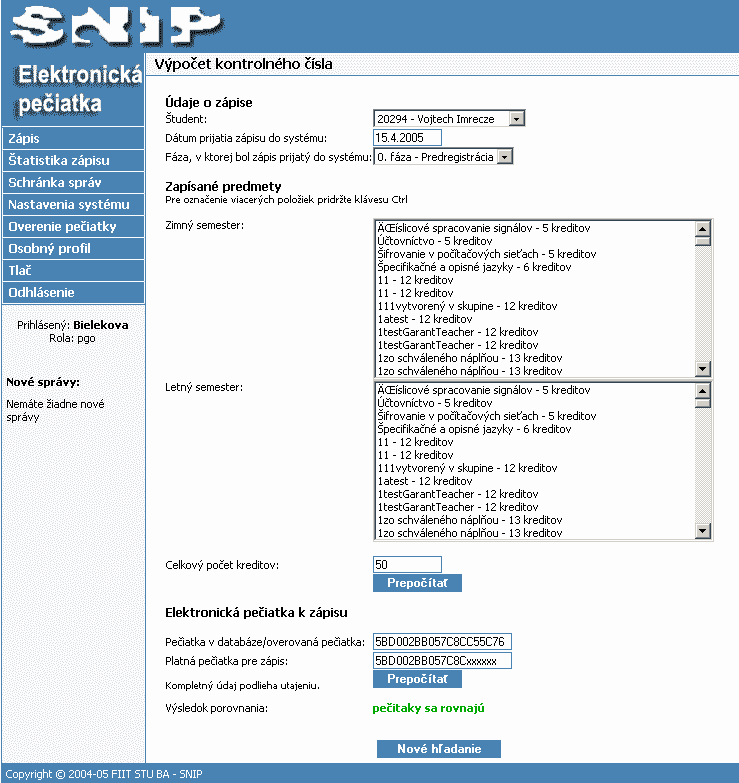 SNIP
Elektronická
pečiatka
Zápis
Štatistika zápisu
Schránka správ
Nastavenia systému
Overenie pečiatky
Osobný profil
Tlač
Odhlásenie
Prihlásený: Bielekova
Rola: pgo
Nové správy:
Nemáte žiadne nové
správy
Výpočet kontrolného čísla
Údaje o zápise
Študent: 20294 - Vojtech Imrecze
Dátum prijatia zápisu do systému: 15.4.2005
Fáza, v ktorej bol zápis prijatý do systému: 0. fáza - Predregistrácia
Zapísané predmety
Pre označenie viacerých položiek pridržte klávesu Ctrl
Zimný semester:
ÄŒíslicové spracovanie signálov - 5 kreditov
Účtovníctvo - 5 kreditov
Šifrovanie v počítačových sieťach - 5 kreditov
Špecifikačné a opisné jazyky - 6 kreditov
11 - 12 kreditov
11 - 12 kreditov
111vytvorený v skupine - 12 kreditov
1atest - 12 kreditov
1testGarantTeacher - 12 kreditov
1testGarantTeacher - 12 kreditov
1zo schváleného náplňou - 13 kreditov
1zo schváleného náplňou - 13 kreditov
Letný semester:
ÄŒíslicové spracovanie signálov - 5 kreditov
Účtovníctvo - 5 kreditov
Šifrovanie v počítačových sieťach - 5 kreditov
Špecifikačné a opisné jazyky - 6 kreditov
11 - 12 kreditov
11 - 12 kreditov
111vytvorený v skupine - 12 kreditov
1atest - 12 kreditov
1testGarantTeacher - 12 kreditov
1testGarantTeacher - 12 kreditov
1zo schváleného náplňou - 13 kreditov
1zo schváleného náplňou - 13 kreditov
Celkový počet kreditov: 50
Prepočítať
Elektronická pečiatka k zápisu
Pečiatka v databáze/overovaná pečiatka: 5BD002BB057C8CC55C76
Platná pečiatka pre zápis: 5BD002BB057C8Cxxxxxx
Kompletný údaj podlieha utajeniu. Prepočítať
Výsledok porovnania: pečitaky sa rovnajú
Nové hľadanie
Copyright © 2004-05 FIIT STU BA - SNIP